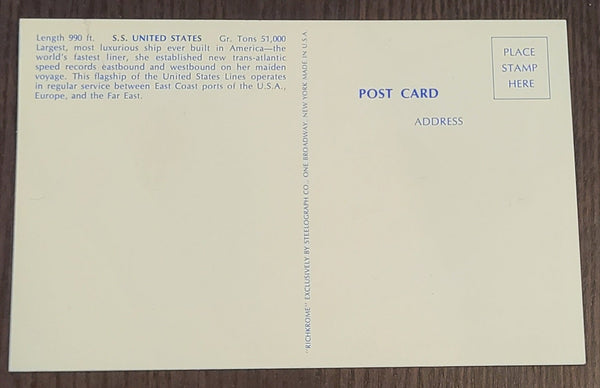 Length 990 ft. S.S. UNITED STATES Gr. Tons 51,000
Largest, most luxurious ship ever built in America—the
world's fastest liner, she established new trans-atlantic
speed records eastbound and westbound on her maiden
voyage. This flagship of the United States Lines operates
in regular service between East Coast ports of the U.S.A.,
Europe, and the Far East.
"RICHKROME" EXCLUSIVELY BY STEELOGRAPH CO., ONE BROADWAY, NEW YORK MADE IN U.S.A.
POST CARD
ADDRESS
PLACE
STAMP
HERE